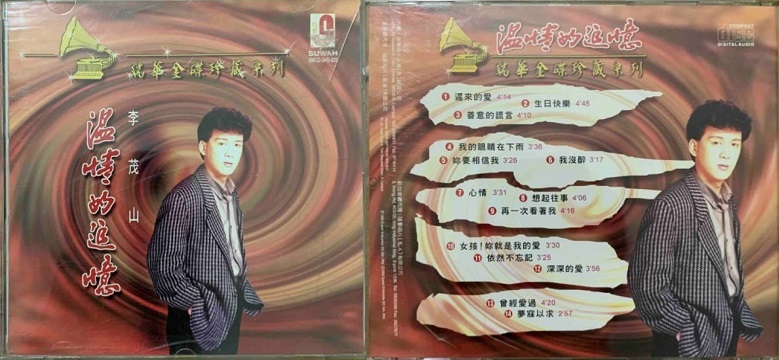 SUWAH
瑞華金碟珍藏系列
溫情的追憶
李茂山
溫情的追憶
瑞華金碟珍藏系列
COMPACT
DISC
DIGITAL AUDIO
1 遲來的愛 4'14
2 生日快樂 4'48
3 善意的謊言 4'10
4 我的眼睛在下雨 3'36
5 妳要相信我 3'26
6 我沒醉 3'17
7 心情 3'31
8 想起往事 4'06
9 再一次看著我 4'16
10 女孩！妳就是我的愛 3'30
11 依然不忘記 3'25
12 深深的愛 3'56
13 曾經愛過 4'20
14 夢寐以求 2'57